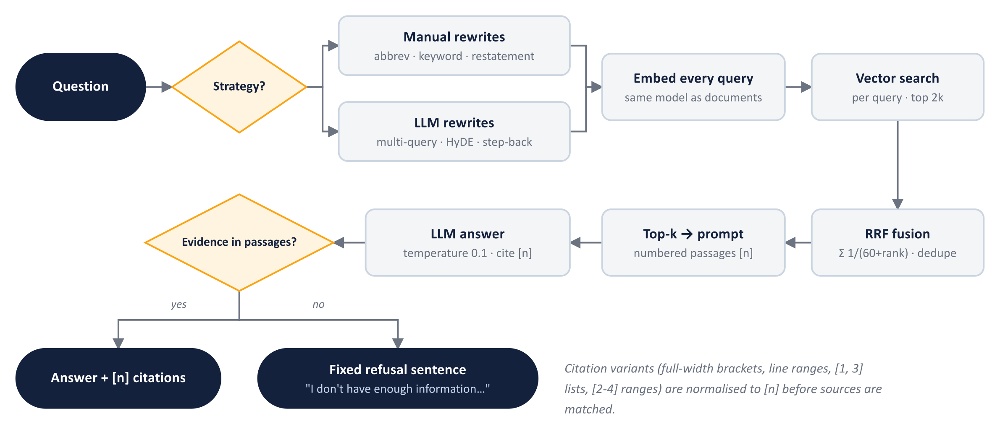 Question
Strategy?
Manual rewrites
abbrev · keyword · restatement
LLM rewrites
multi-query · HyDE · step-back
Embed every query
same model as documents
Vector search
per query · top 2k
RRF fusion
Σ 1/(60+rank) · dedupe
Top-k → prompt
numbered passages [n]
LLM answer
temperature 0.1 · cite [n]
Evidence in passages?
yes
no
Answer + [n] citations
Fixed refusal sentence
"I don't have enough information..."
Citation variants (full-width brackets, line ranges, [1, 3]
lists, [2-4] ranges) are normalised to [n] before sources are
matched.